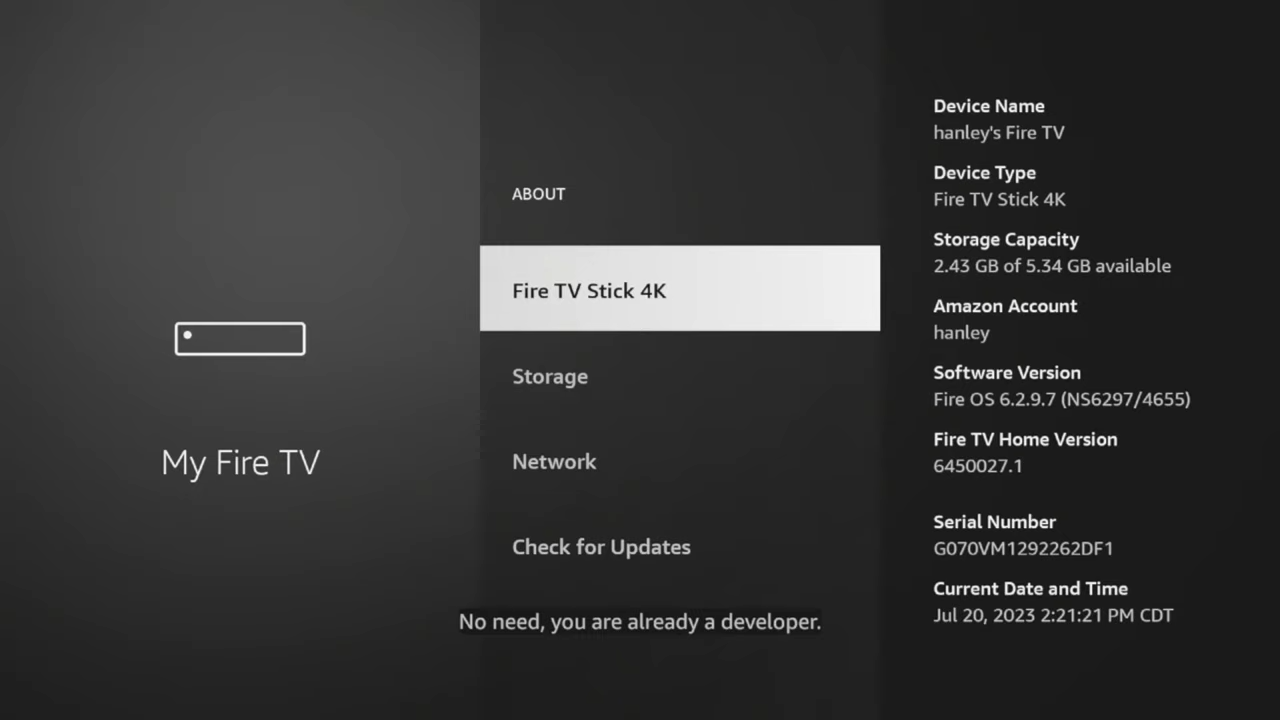 My Fire TV
ABOUT
Fire TV Stick 4K
Storage
Network
Check for Updates
No need, you are already a developer.
Device Name
hanley's Fire TV
Device Type
Fire TV Stick 4K
Storage Capacity
2.43 GB of 5.34 GB available
Amazon Account
hanley
Software Version
Fire OS 6.2.9.7 (NS6297/4655)
Fire TV Home Version
6450027.1
Serial Number
G070VM1292262DF1
Current Date and Time
Jul 20, 2023 2:21:21 PM CDT